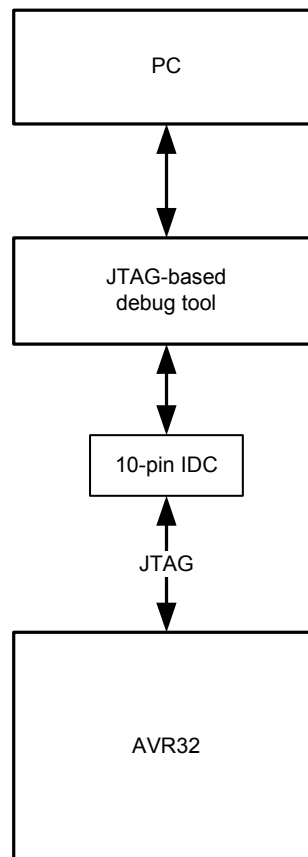 PC
JTAG-based
debug tool
10-pin IDC
JTAG
AVR32